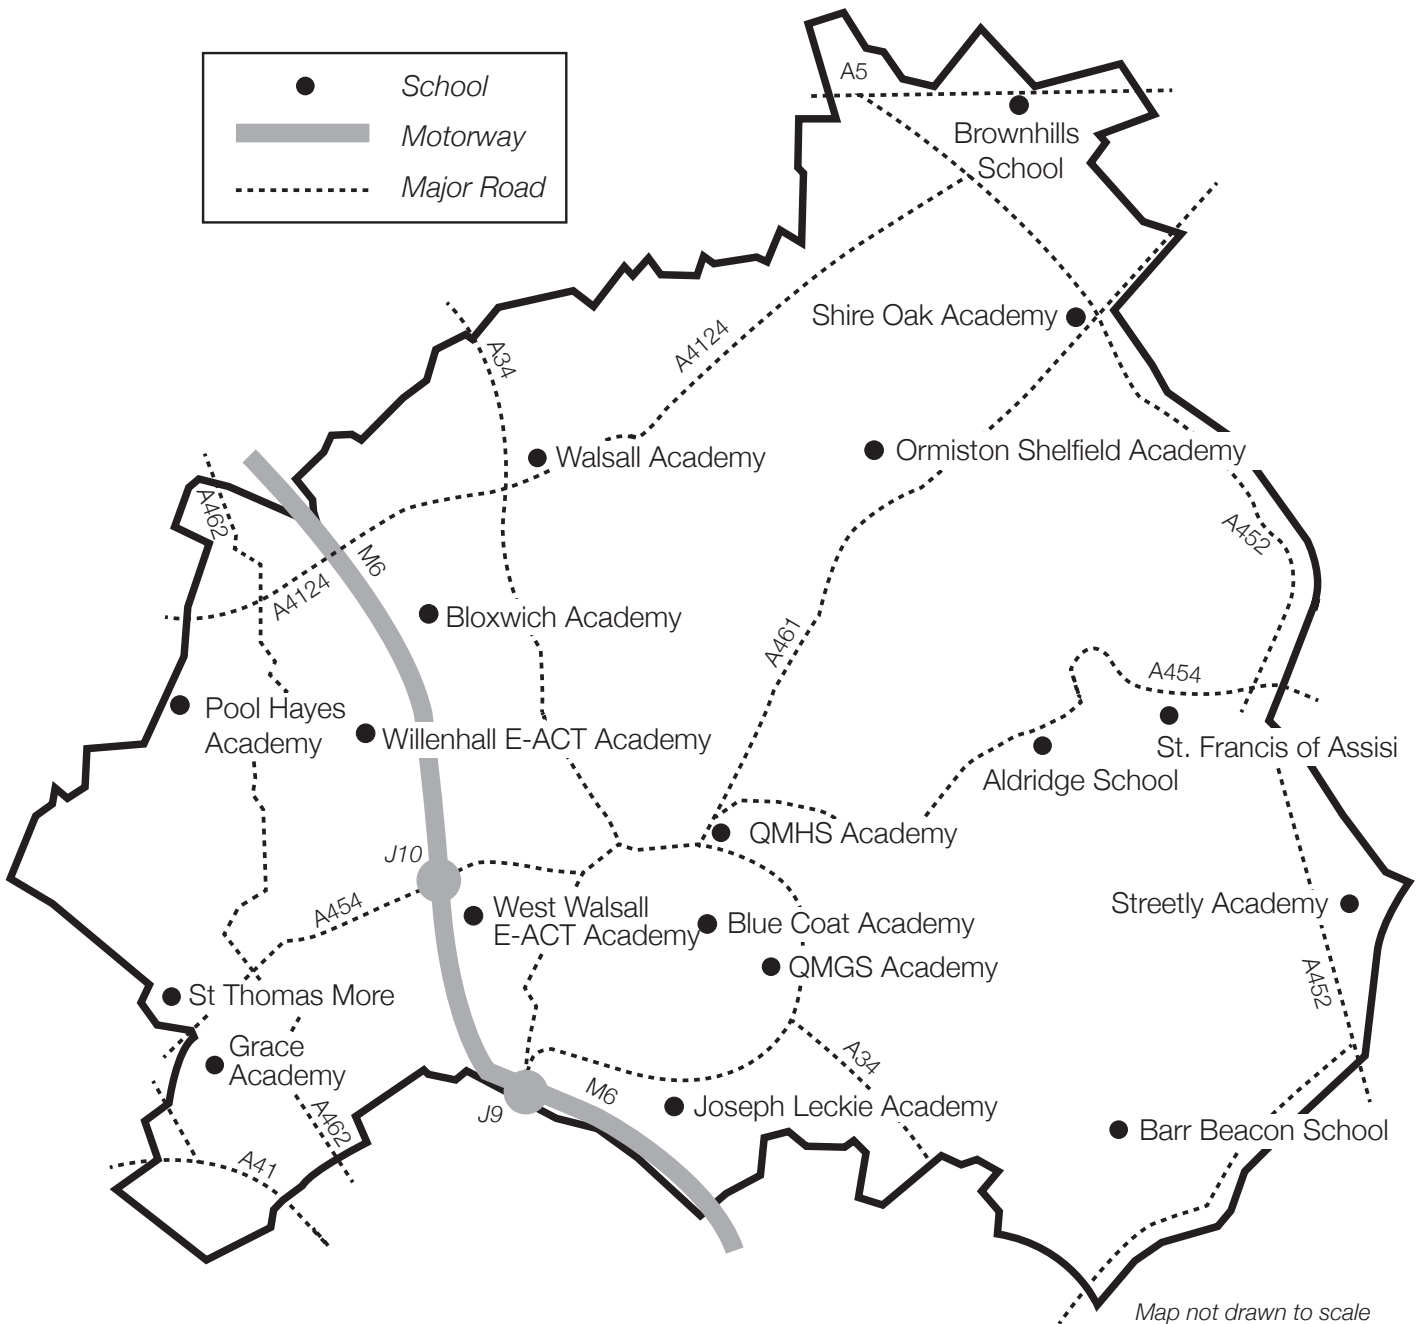 School
Motorway
Major Road
A5
Brownhills
School
Shire Oak Academy
A4124
A34
Walsall Academy
Ormiston Shelfield Academy
A462
M6
A452
A4124
Bloxwich Academy
A461
A454
Pool Hayes
Academy
Willenhall E-ACT Academy
St. Francis of Assisi
Aldridge School
QMHS Academy
J10
A454
West Walsall
E-ACT Academy
Blue Coat Academy
Streetly Academy
QMGS Academy
A452
St Thomas More
Grace
Academy
A34
M6
J9
Joseph Leckie Academy
A462
Barr Beacon School
A41
Map not drawn to scale